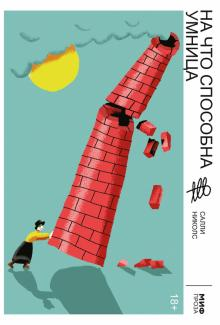 НА ЧТО СПОСОБНА
УМНИЦА
САЛЛИ
НИКОЛС
МИФ
ПРОЗА
18+